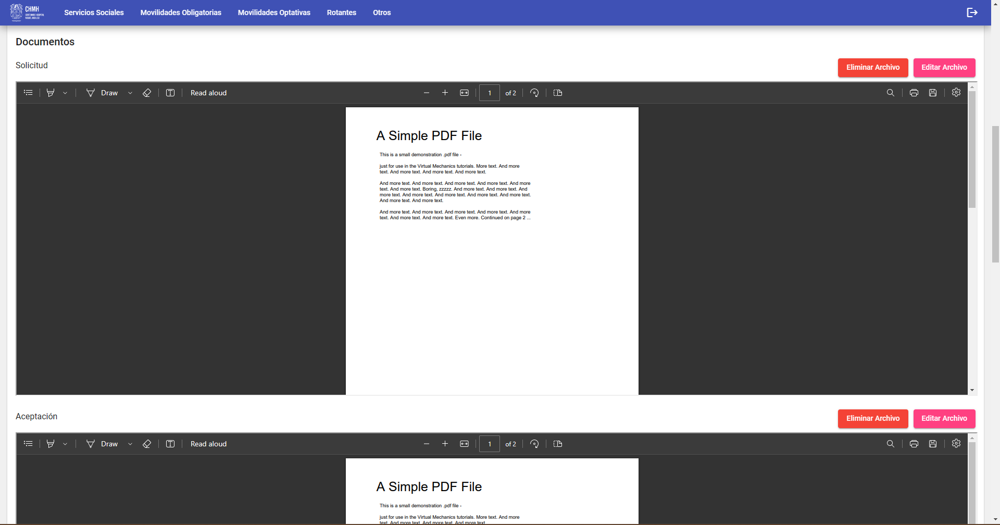 CHMH
CENTENARIO HOSPITAL
MIGUEL HIDALGO
Servicios Sociales
Movilidades Obligatorias
Movilidades Optativas
Rotantes
Otros
Documentos
Solicitud
Eliminar Archivo
Editar Archivo
Draw
Read aloud
1 of 2
A Simple PDF File
This is a small demonstration .pdf file -
just for use in the Virtual Mechanics tutorials. More text. And more
text. And more text. And more text. And more text.
And more text. And more text. And more text. And more text. And more
text. And more text. Boring, zzzzz. And more text. And more text. And
more text. And more text. And more text. And more text. And more text.
And more text. And more text.
And more text. And more text. And more text. And more text. And more
text. And more text. And more text. Even more. Continued on page 2 ...
Aceptación
Eliminar Archivo
Editar Archivo
Draw
Read aloud
1 of 2
A Simple PDF File
This is a small demonstration .pdf file -
just for use in the Virtual Mechanics tutorials. More text. And more
text. And more text. And more text. And more text.